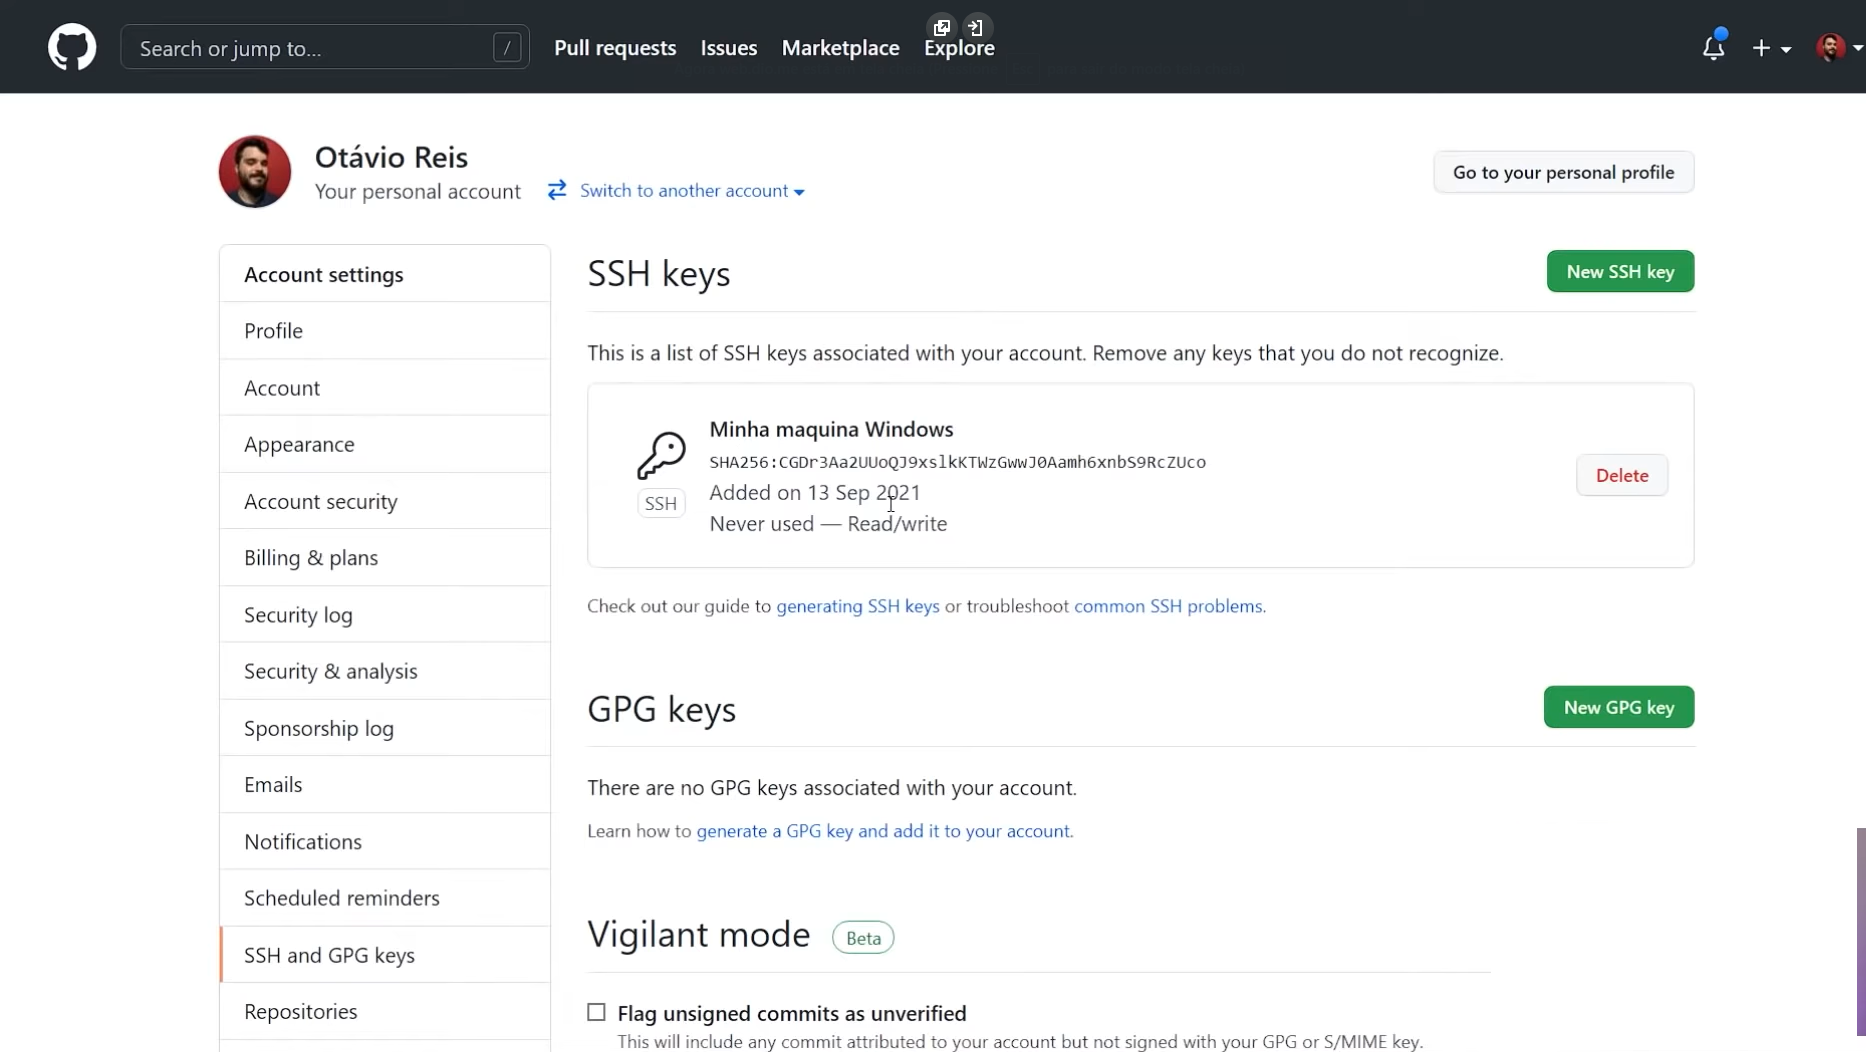 Search or jump to... /
Pull requests Issues Marketplace Explore
Otávio Reis
Your personal account Switch to another account
Go to your personal profile
Account settings
Profile
Account
Appearance
Account security
Billing & plans
Security log
Security & analysis
Sponsorship log
Emails
Notifications
Scheduled reminders
SSH and GPG keys
Repositories
SSH keys
New SSH key
This is a list of SSH keys associated with your account. Remove any keys that you do not recognize.
Minha maquina Windows
SHA256:CGDr3Aa2UUoQJ9xslkKTWzGwwJ0Aamh6xnbS9RcZUco
Added on 13 Sep 2021
Never used — Read/write
SSH
Delete
Check out our guide to generating SSH keys or troubleshoot common SSH problems.
GPG keys
New GPG key
There are no GPG keys associated with your account.
Learn how to generate a GPG key and add it to your account.
Vigilant mode Beta
Flag unsigned commits as unverified
This will include any commit attributed to your account but not signed with your GPG or S/MIME key.